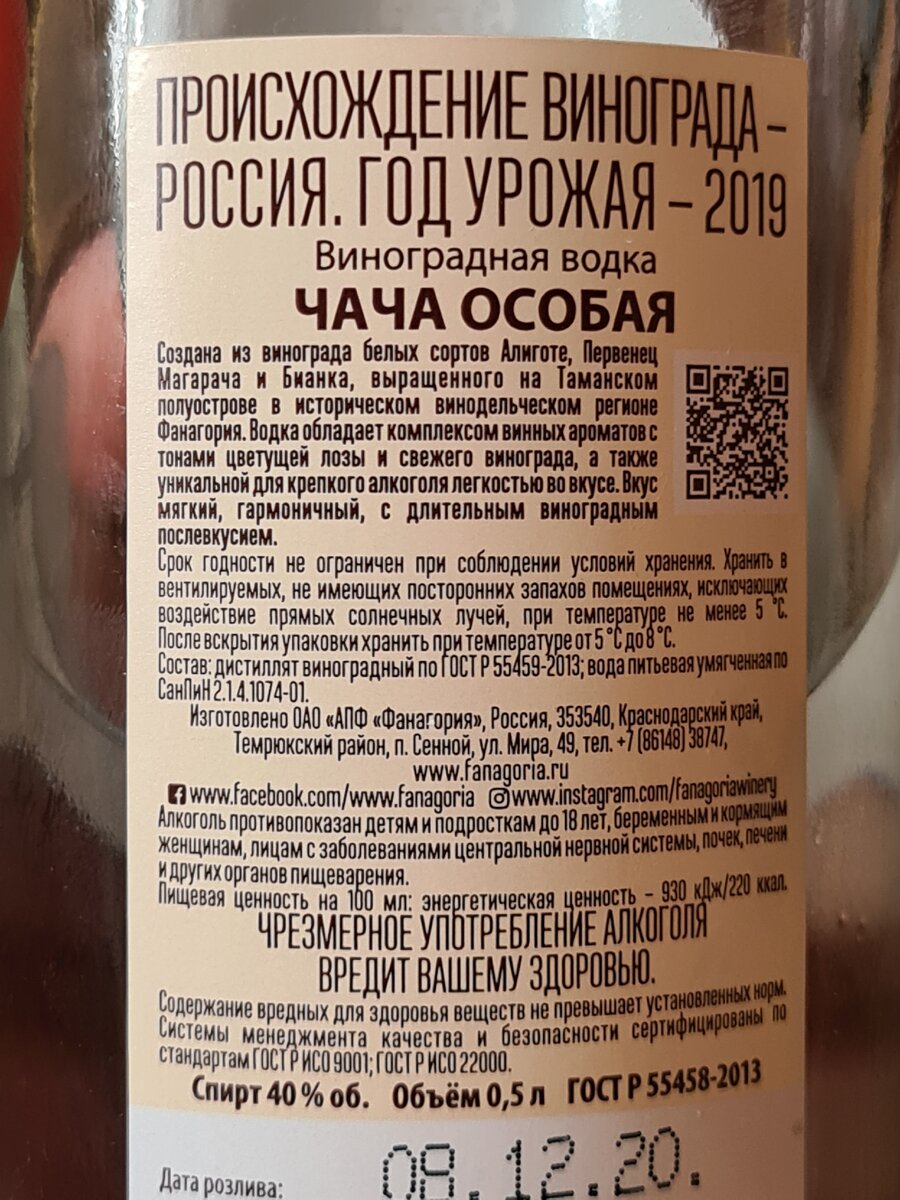 ПРОИСХОЖДЕНИЕ ВИНОГРАДА –
РОССИЯ. ГОД УРОЖАЯ – 2019
Виноградная водка
ЧАЧА ОСОБАЯ
Создана из винограда белых сортов Алиготе, Первенец
Магарача и Бианка, выращенного на Таманском
полуострове в историческом винодельческом регионе
Фанагория. Водка обладает комплексом винных ароматов с
тонами цветущей лозы и свежего винограда, а также
уникальной для крепкого алкоголя легкостью во вкусе. Вкус
мягкий, гармоничный, с длительным виноградным
послевкусием.
Срок годности не ограничен при соблюдении условий хранения. Хранить в
вентилируемых, не имеющих посторонних запахов помещениях, исключающих
воздействие прямых солнечных лучей, при температуре не менее 5 °С.
После вскрытия упаковки хранить при температуре от 5 °С до 8 °С.
Состав: дистиллят виноградный по ГОСТ Р 55459-2013; вода питьевая умягченная по
СанПиН 2.1.4.1074-01.
Изготовлено ОАО «АПФ «Фанагория», Россия, 353540, Краснодарский край,
Темрюкский район, п. Сенной, ул. Мира, 49, тел. +7 (86148) 38747,
www.fanagoria.ru
www.facebook.com/www.fanagoria www.instagram.com/fanagoriawinery
Алкоголь противопоказан детям и подросткам до 18 лет, беременным и кормящим
женщинам, лицам с заболеваниями центральной нервной системы, почек, печени
и других органов пищеварения.
Пищевая ценность на 100 мл: энергетическая ценность – 930 кДж/220 ккал.
ЧРЕЗМЕРНОЕ УПОТРЕБЛЕНИЕ АЛКОГОЛЯ
ВРЕДИТ ВАШЕМУ ЗДОРОВЬЮ.
Содержание вредных для здоровья веществ не превышает установленных норм.
Системы менеджмента качества и безопасности сертифицированы по
стандартам ГОСТ Р ИСО 9001; ГОСТ Р ИСО 22000.
Спирт 40 % об. Объём 0,5 л ГОСТ Р 55458-2013
Дата розлива: 08.12.20.